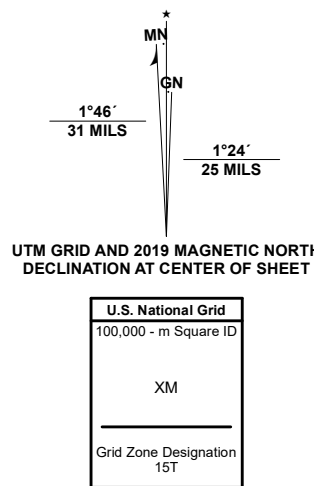 MN
GN
1°46´
31 MILS
1°24´
25 MILS
UTM GRID AND 2019 MAGNETIC NORTH
DECLINATION AT CENTER OF SHEET
U.S. National Grid
100,000 - m Square ID
XM
Grid Zone Designation
15T